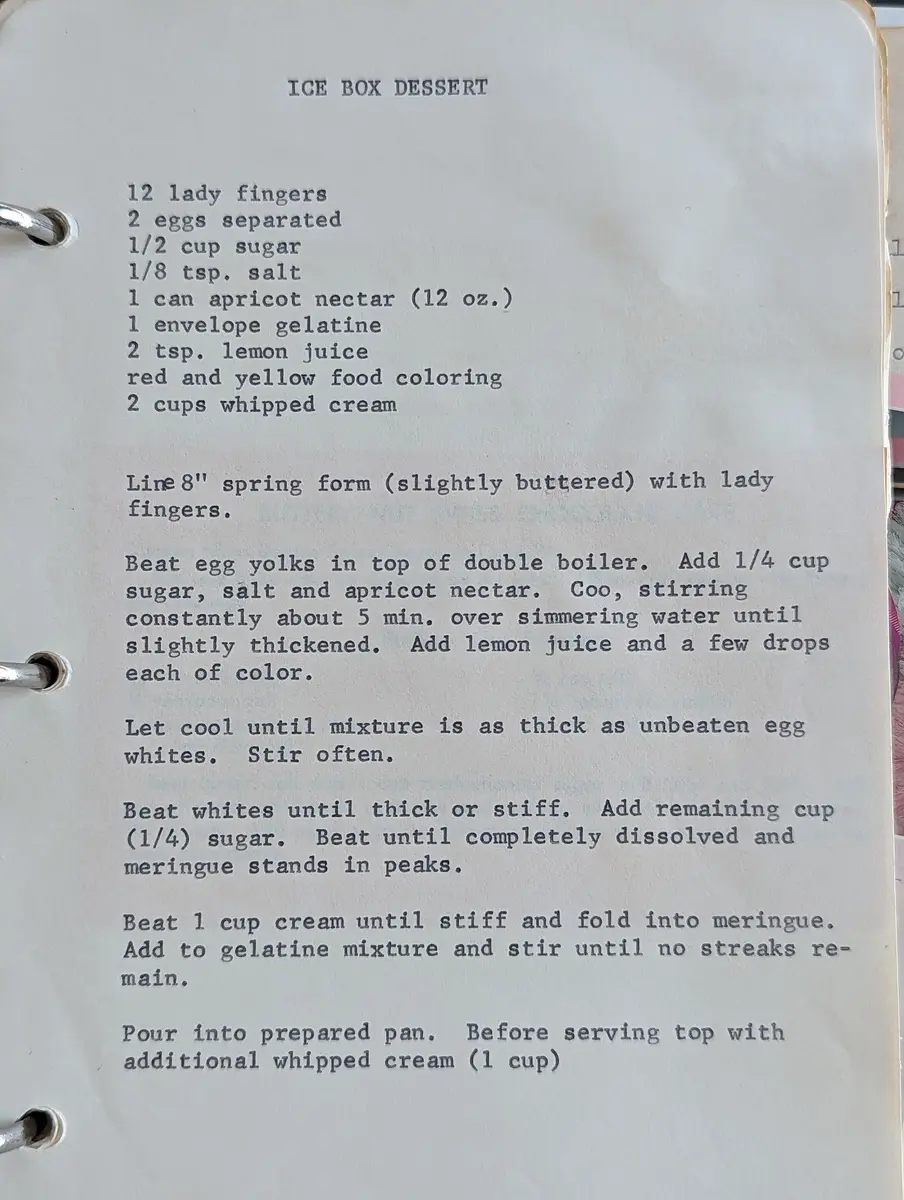 ICE BOX DESSERT
12 lady fingers
2 eggs separated
1/2 cup sugar
1/8 tsp. salt
1 can apricot nectar (12 oz.)
1 envelope gelatine
2 tsp. lemon juice
red and yellow food coloring
2 cups whipped cream
Line 8" spring form (slightly buttered) with lady
fingers.
Beat egg yolks in top of double boiler. Add 1/4 cup
sugar, salt and apricot nectar. Coo, stirring
constantly about 5 min. over simmering water until
slightly thickened. Add lemon juice and a few drops
each of color.
Let cool until mixture is as thick as unbeaten egg
whites. Stir often.
Beat whites until thick or stiff. Add remaining cup
(1/4) sugar. Beat until completely dissolved and
meringue stands in peaks.
Beat 1 cup cream until stiff and fold into meringue.
Add to gelatine mixture and stir until no streaks re-
main.
Pour into prepared pan. Before serving top with
additional whipped cream (1 cup)